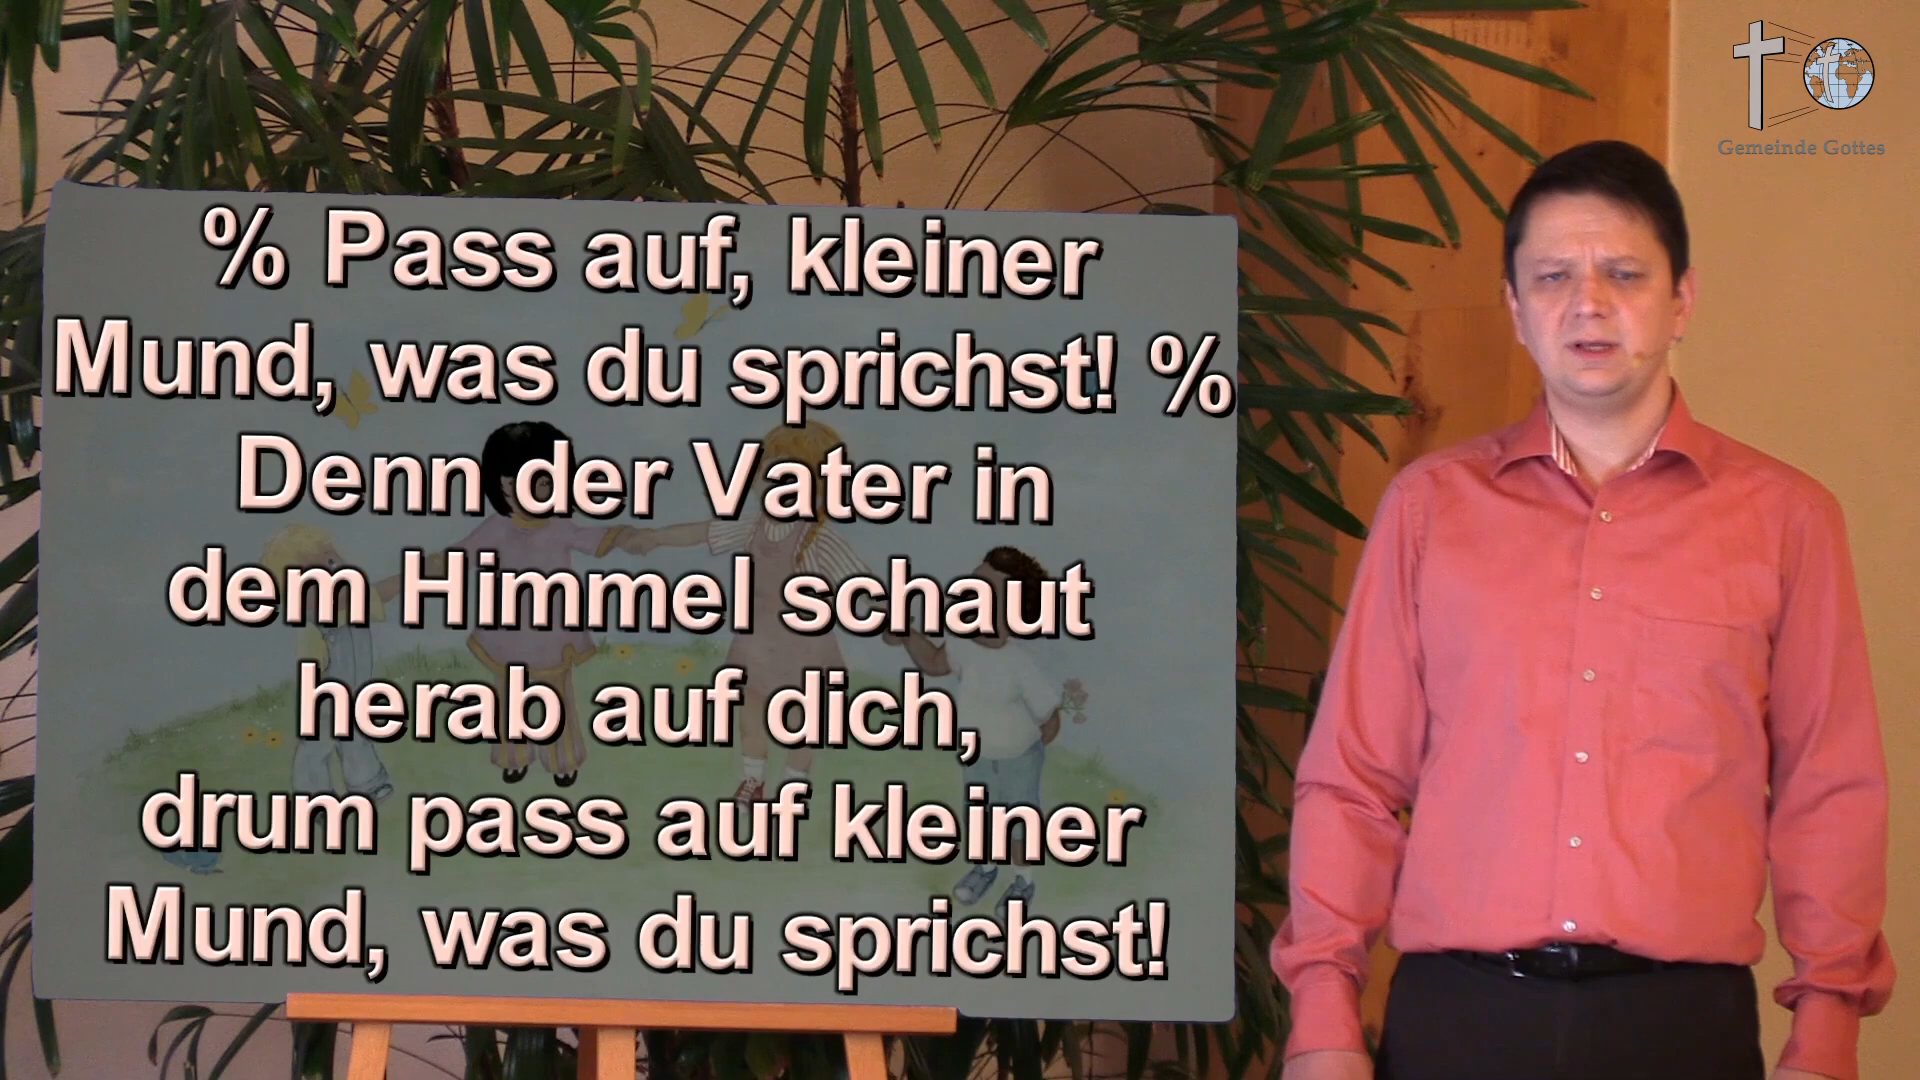 Gemeinde Gottes
% Pass auf, kleiner
Mund, was du sprichst! %
Denn der Vater in
dem Himmel schaut
herab auf dich,
drum pass auf kleiner
Mund, was du sprichst!